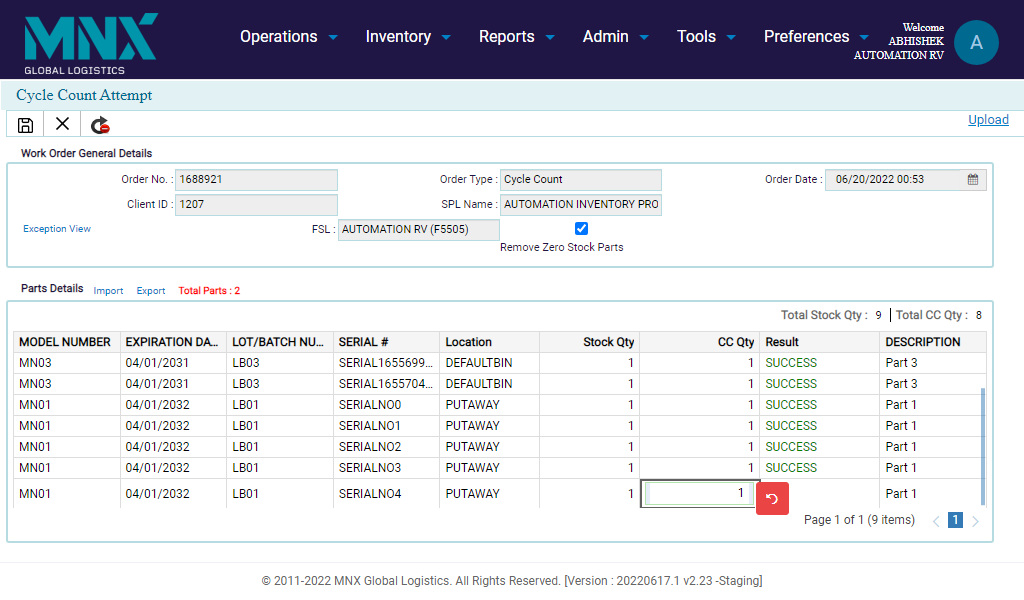 MNX
GLOBAL LOGISTICS
Operations Inventory Reports Admin Tools Preferences
Welcome
ABHISHEK
AUTOMATION RV
A
Cycle Count Attempt
Upload
Work Order General Details
Order No. : 1688921 Order Type : Cycle Count Order Date : 06/20/2022 00:53
Client ID : 1207 SPL Name : AUTOMATION INVENTORY PRO
Exception View FSL : AUTOMATION RV (F5505)
Remove Zero Stock Parts
Parts Details Import Export Total Parts : 2
Total Stock Qty : 9 Total CC Qty : 8
MODEL NUMBER EXPIRATION DA... LOT/BATCH NU... SERIAL # Location Stock Qty CC Qty Result DESCRIPTION
MN03 04/01/2031 LB03 SERIAL1655699... DEFAULTBIN 1 1 SUCCESS Part 3
MN03 04/01/2031 LB03 SERIAL1655704... DEFAULTBIN 1 1 SUCCESS Part 3
MN01 04/01/2032 LB01 SERIALNO0 PUTAWAY 1 1 SUCCESS Part 1
MN01 04/01/2032 LB01 SERIALNO1 PUTAWAY 1 1 SUCCESS Part 1
MN01 04/01/2032 LB01 SERIALNO2 PUTAWAY 1 1 SUCCESS Part 1
MN01 04/01/2032 LB01 SERIALNO3 PUTAWAY 1 1 SUCCESS Part 1
MN01 04/01/2032 LB01 SERIALNO4 PUTAWAY 1 1 Part 1
Page 1 of 1 (9 items) 1
© 2011-2022 MNX Global Logistics. All Rights Reserved. [Version : 20220617.1 v2.23 -Staging]